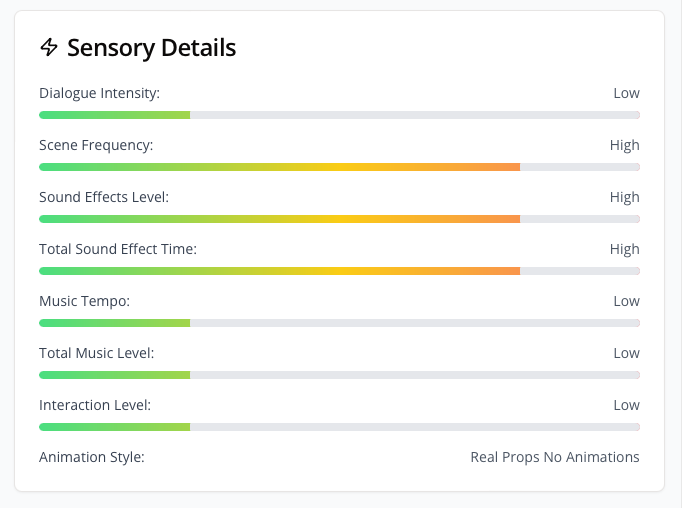 Sensory Details
Dialogue Intensity: Low
Scene Frequency: High
Sound Effects Level: High
Total Sound Effect Time: High
Music Tempo: Low
Total Music Level: Low
Interaction Level: Low
Animation Style: Real Props No Animations